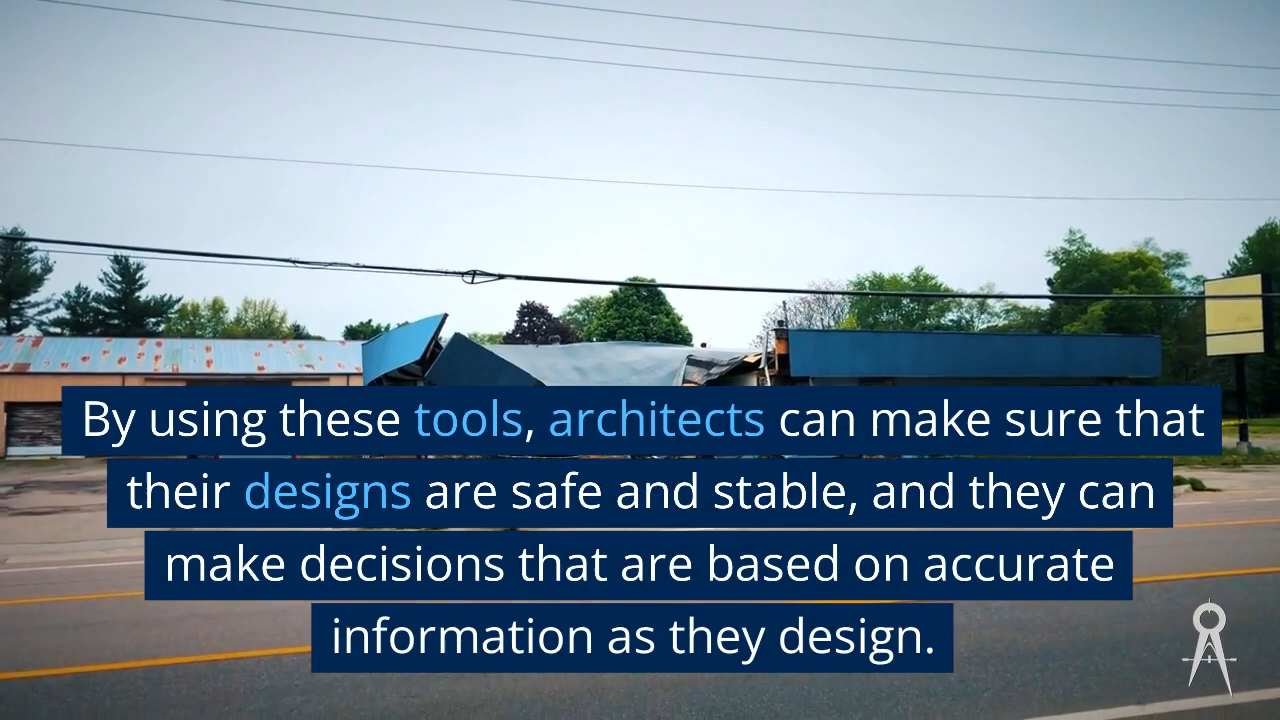 By using these tools, architects can make sure that
their designs are safe and stable, and they can
make decisions that are based on accurate
information as they design.